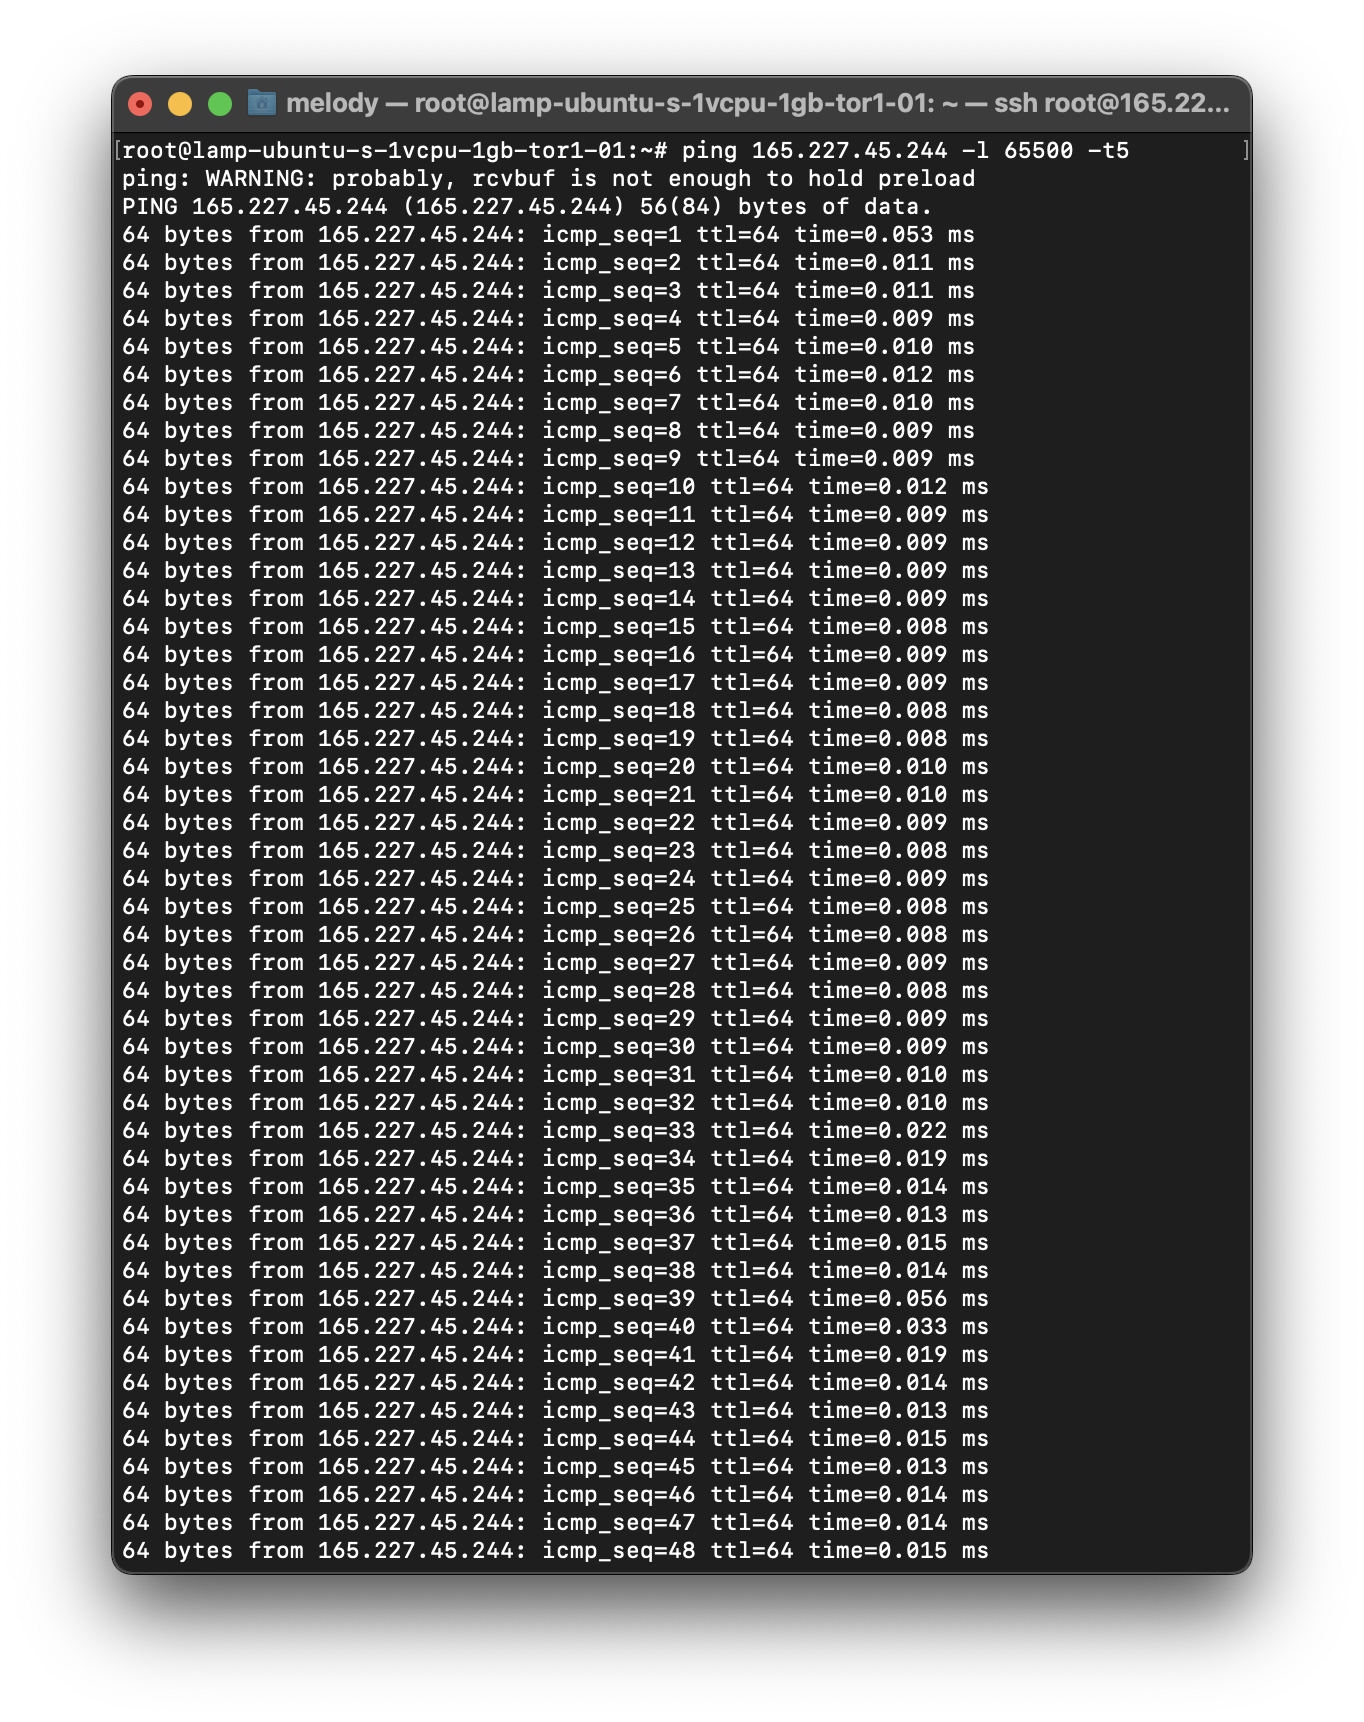 melody — root@lamp-ubuntu-s-1vcpu-1gb-tor1-01: ~ — ssh root@165.22...
[root@lamp-ubuntu-s-1vcpu-1gb-tor1-01:~# ping 165.227.45.244 -l 65500 -t5 ]
ping: WARNING: probably, rcvbuf is not enough to hold preload
PING 165.227.45.244 (165.227.45.244) 56(84) bytes of data.
64 bytes from 165.227.45.244: icmp_seq=1 ttl=64 time=0.053 ms
64 bytes from 165.227.45.244: icmp_seq=2 ttl=64 time=0.011 ms
64 bytes from 165.227.45.244: icmp_seq=3 ttl=64 time=0.011 ms
64 bytes from 165.227.45.244: icmp_seq=4 ttl=64 time=0.009 ms
64 bytes from 165.227.45.244: icmp_seq=5 ttl=64 time=0.010 ms
64 bytes from 165.227.45.244: icmp_seq=6 ttl=64 time=0.012 ms
64 bytes from 165.227.45.244: icmp_seq=7 ttl=64 time=0.010 ms
64 bytes from 165.227.45.244: icmp_seq=8 ttl=64 time=0.009 ms
64 bytes from 165.227.45.244: icmp_seq=9 ttl=64 time=0.009 ms
64 bytes from 165.227.45.244: icmp_seq=10 ttl=64 time=0.012 ms
64 bytes from 165.227.45.244: icmp_seq=11 ttl=64 time=0.009 ms
64 bytes from 165.227.45.244: icmp_seq=12 ttl=64 time=0.009 ms
64 bytes from 165.227.45.244: icmp_seq=13 ttl=64 time=0.009 ms
64 bytes from 165.227.45.244: icmp_seq=14 ttl=64 time=0.009 ms
64 bytes from 165.227.45.244: icmp_seq=15 ttl=64 time=0.008 ms
64 bytes from 165.227.45.244: icmp_seq=16 ttl=64 time=0.009 ms
64 bytes from 165.227.45.244: icmp_seq=17 ttl=64 time=0.009 ms
64 bytes from 165.227.45.244: icmp_seq=18 ttl=64 time=0.008 ms
64 bytes from 165.227.45.244: icmp_seq=19 ttl=64 time=0.008 ms
64 bytes from 165.227.45.244: icmp_seq=20 ttl=64 time=0.010 ms
64 bytes from 165.227.45.244: icmp_seq=21 ttl=64 time=0.010 ms
64 bytes from 165.227.45.244: icmp_seq=22 ttl=64 time=0.009 ms
64 bytes from 165.227.45.244: icmp_seq=23 ttl=64 time=0.008 ms
64 bytes from 165.227.45.244: icmp_seq=24 ttl=64 time=0.009 ms
64 bytes from 165.227.45.244: icmp_seq=25 ttl=64 time=0.008 ms
64 bytes from 165.227.45.244: icmp_seq=26 ttl=64 time=0.008 ms
64 bytes from 165.227.45.244: icmp_seq=27 ttl=64 time=0.009 ms
64 bytes from 165.227.45.244: icmp_seq=28 ttl=64 time=0.008 ms
64 bytes from 165.227.45.244: icmp_seq=29 ttl=64 time=0.009 ms
64 bytes from 165.227.45.244: icmp_seq=30 ttl=64 time=0.009 ms
64 bytes from 165.227.45.244: icmp_seq=31 ttl=64 time=0.010 ms
64 bytes from 165.227.45.244: icmp_seq=32 ttl=64 time=0.010 ms
64 bytes from 165.227.45.244: icmp_seq=33 ttl=64 time=0.022 ms
64 bytes from 165.227.45.244: icmp_seq=34 ttl=64 time=0.019 ms
64 bytes from 165.227.45.244: icmp_seq=35 ttl=64 time=0.014 ms
64 bytes from 165.227.45.244: icmp_seq=36 ttl=64 time=0.013 ms
64 bytes from 165.227.45.244: icmp_seq=37 ttl=64 time=0.015 ms
64 bytes from 165.227.45.244: icmp_seq=38 ttl=64 time=0.014 ms
64 bytes from 165.227.45.244: icmp_seq=39 ttl=64 time=0.056 ms
64 bytes from 165.227.45.244: icmp_seq=40 ttl=64 time=0.033 ms
64 bytes from 165.227.45.244: icmp_seq=41 ttl=64 time=0.019 ms
64 bytes from 165.227.45.244: icmp_seq=42 ttl=64 time=0.014 ms
64 bytes from 165.227.45.244: icmp_seq=43 ttl=64 time=0.013 ms
64 bytes from 165.227.45.244: icmp_seq=44 ttl=64 time=0.015 ms
64 bytes from 165.227.45.244: icmp_seq=45 ttl=64 time=0.013 ms
64 bytes from 165.227.45.244: icmp_seq=46 ttl=64 time=0.014 ms
64 bytes from 165.227.45.244: icmp_seq=47 ttl=64 time=0.014 ms
64 bytes from 165.227.45.244: icmp_seq=48 ttl=64 time=0.015 ms